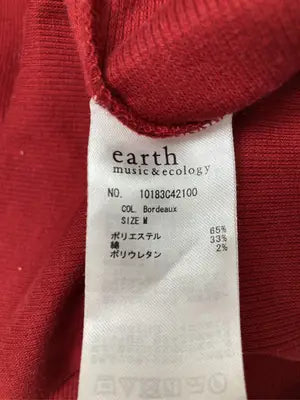 earth
music & ecology
NO. 10183C42100
COL. Bordeaux
SIZE M
ポリエステル 65%
綿 33%
ポリウレタン 2%